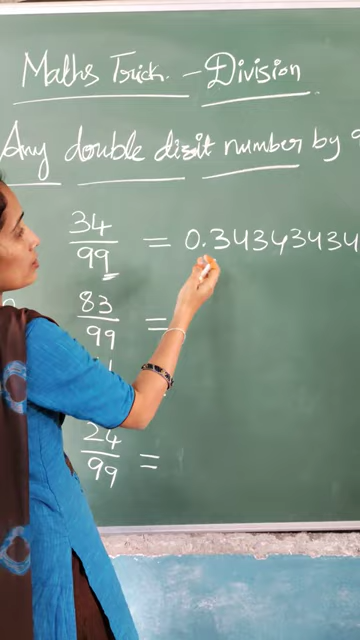 Maths Trick - Division
Any double digit number by 9
34/99 = 0.34343434
83/99 =
24/99 =